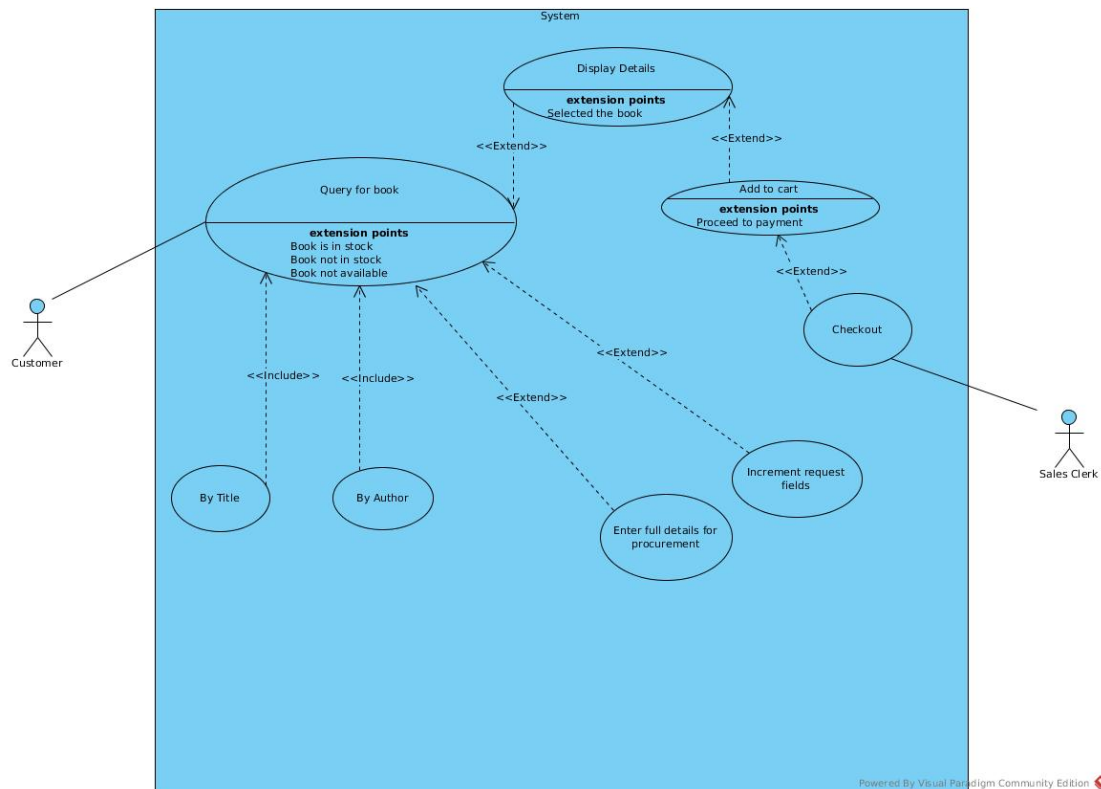 System
Display Details
extension points
Selected the book
<<Extend>>
<<Extend>>
Query for book
extension points
Book is in stock
Book not in stock
Book not available
Add to cart
extension points
Proceed to payment
<<Extend>>
Checkout
Customer
<<Extend>>
<<Include>>
<<Include>>
<<Extend>>
Sales Clerk
Increment request
fields
By Title
By Author
Enter full details for
procurement
Powered By Visual Paradigm Community Edition